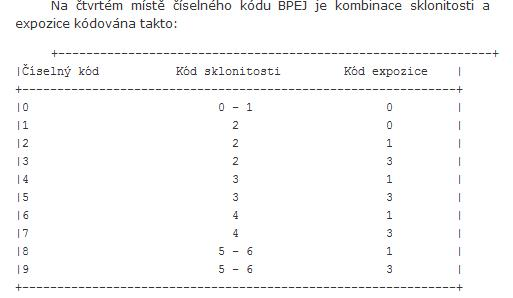 Na čtvrtém místě číselného kódu BPEJ je kombinace sklonitosti a
expozice kódována takto:
+--------------------------------------------------------------+
|Číselný kód Kód sklonitosti Kód expozice |
+--------------------------------------------------------------+
|0 0 - 1 0 |
|1 2 0 |
|2 2 1 |
|3 2 3 |
|4 3 1 |
|5 3 3 |
|6 4 1 |
|7 4 3 |
|8 5 - 6 1 |
|9 5 - 6 3 |
+--------------------------------------------------------------+